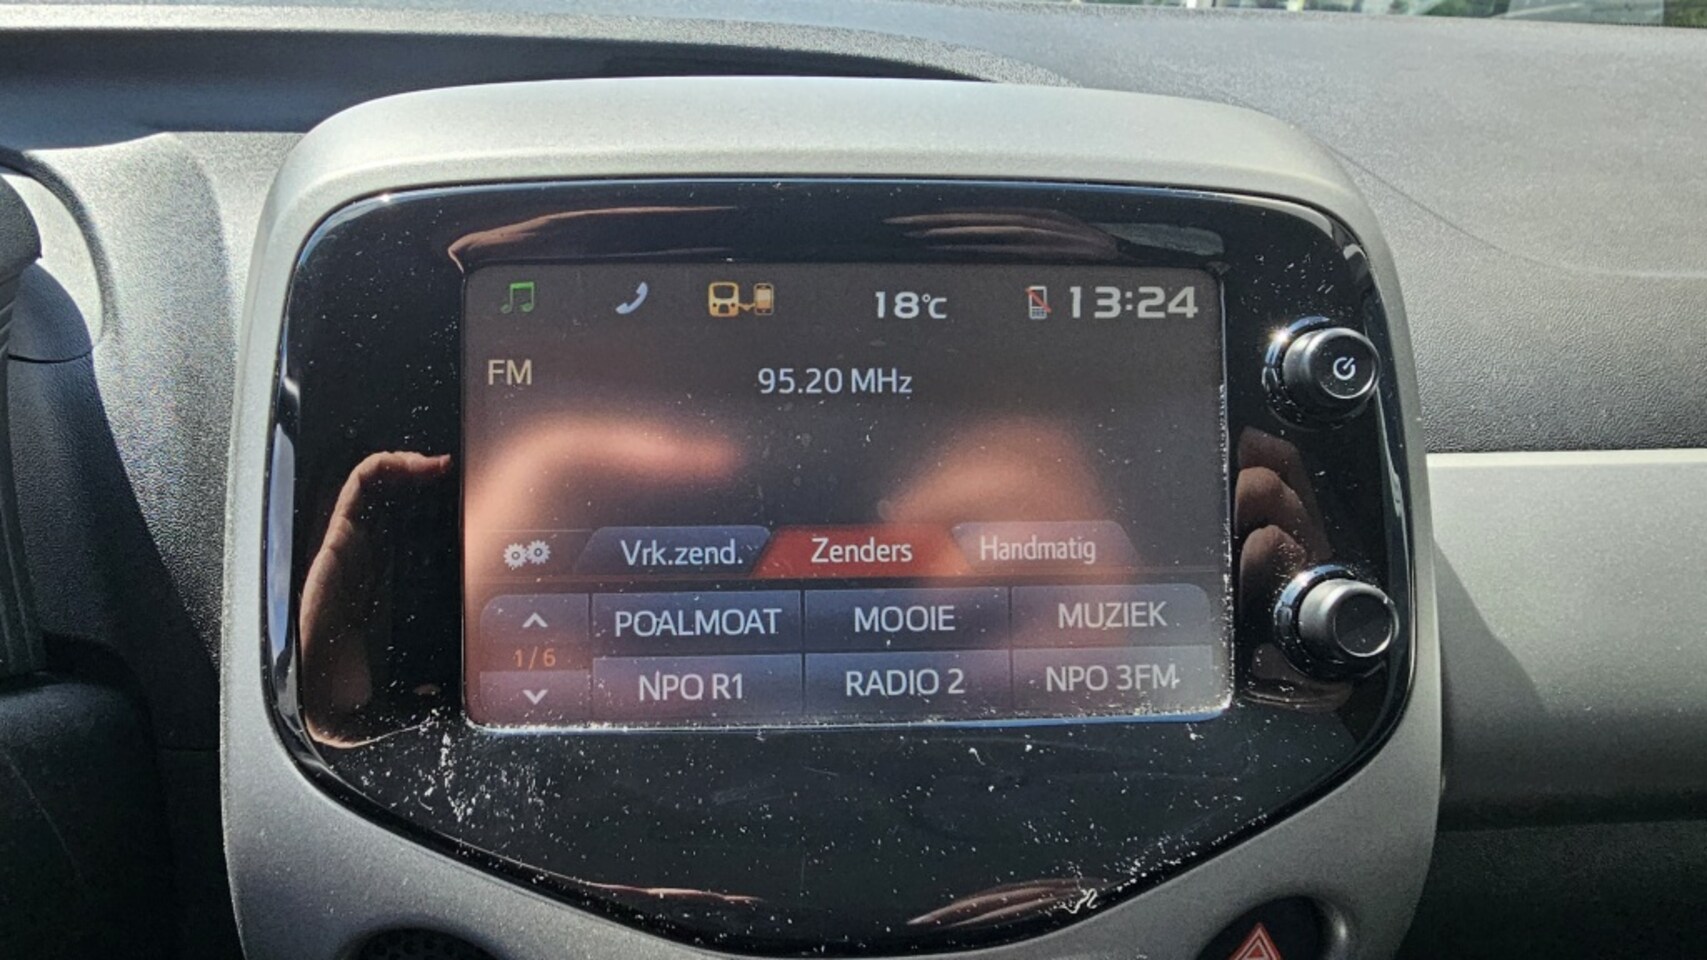 18°C 13:24
FM
95.20 MHz
Vrk.zend. Zenders Handmatig
POALMOAT MOOIE MUZIEK
1/6
NPO R1 RADIO 2 NPO 3FM